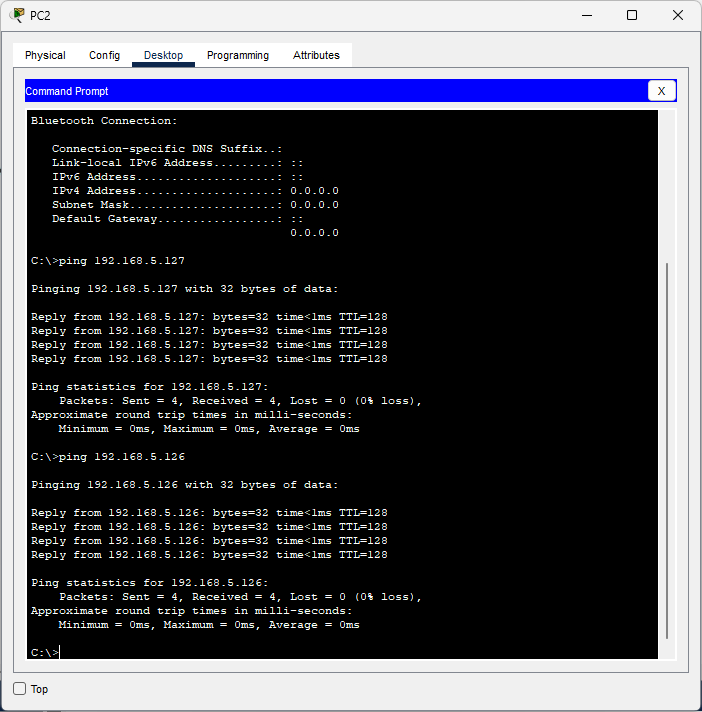 PC2
Physical Config Desktop Programming Attributes
Command Prompt X
Bluetooth Connection:
Connection-specific DNS Suffix..:
Link-local IPv6 Address.........: ::
IPv6 Address....................: ::
IPv4 Address....................: 0.0.0.0
Subnet Mask.....................: 0.0.0.0
Default Gateway.................: ::
0.0.0.0
C:\>ping 192.168.5.127
Pinging 192.168.5.127 with 32 bytes of data:
Reply from 192.168.5.127: bytes=32 time<1ms TTL=128
Reply from 192.168.5.127: bytes=32 time<1ms TTL=128
Reply from 192.168.5.127: bytes=32 time<1ms TTL=128
Reply from 192.168.5.127: bytes=32 time<1ms TTL=128
Ping statistics for 192.168.5.127:
Packets: Sent = 4, Received = 4, Lost = 0 (0% loss),
Approximate round trip times in milli-seconds:
Minimum = 0ms, Maximum = 0ms, Average = 0ms
C:\>ping 192.168.5.126
Pinging 192.168.5.126 with 32 bytes of data:
Reply from 192.168.5.126: bytes=32 time<1ms TTL=128
Reply from 192.168.5.126: bytes=32 time<1ms TTL=128
Reply from 192.168.5.126: bytes=32 time<1ms TTL=128
Reply from 192.168.5.126: bytes=32 time<1ms TTL=128
Ping statistics for 192.168.5.126:
Packets: Sent = 4, Received = 4, Lost = 0 (0% loss),
Approximate round trip times in milli-seconds:
Minimum = 0ms, Maximum = 0ms, Average = 0ms
C:\>
Top